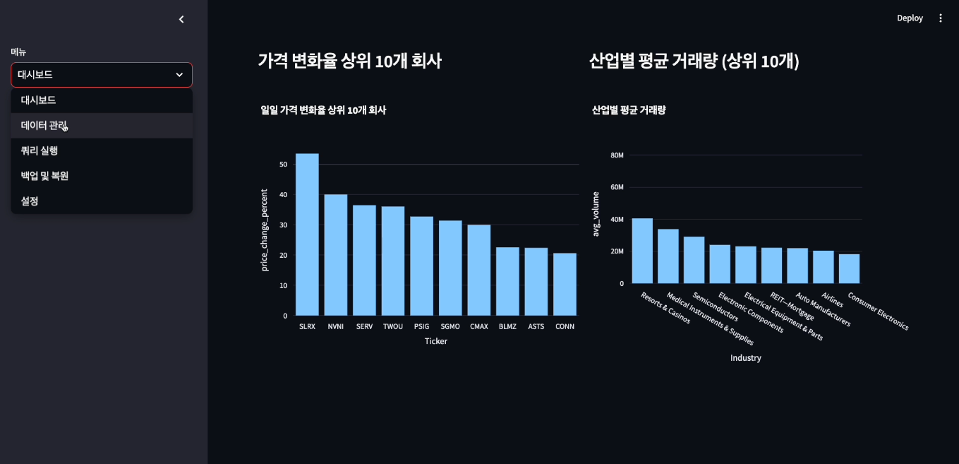 Deploy
메뉴
대시보드
대시보드
데이터 관리
쿼리 실행
백업 및 복원
설정
가격 변화율 상위 10개 회사
일일 가격 변화율 상위 10개 회사
price_change_percent
50
40
30
20
10
0
SLRX NVNI SERV TWOU PSIG SGMO CMAX BLMZ ASTS CONN
Ticker
산업별 평균 거래량 (상위 10개)
산업별 평균 거래량
avg_volume
80M
60M
40M
20M
0
Resorts & Casinos
Medical Instruments & Supplies
Semiconductors
Electronic Components
Electrical Equipment & Parts
REIT—Mortgage
Auto Manufacturers
Airlines
Consumer Electronics
Industry